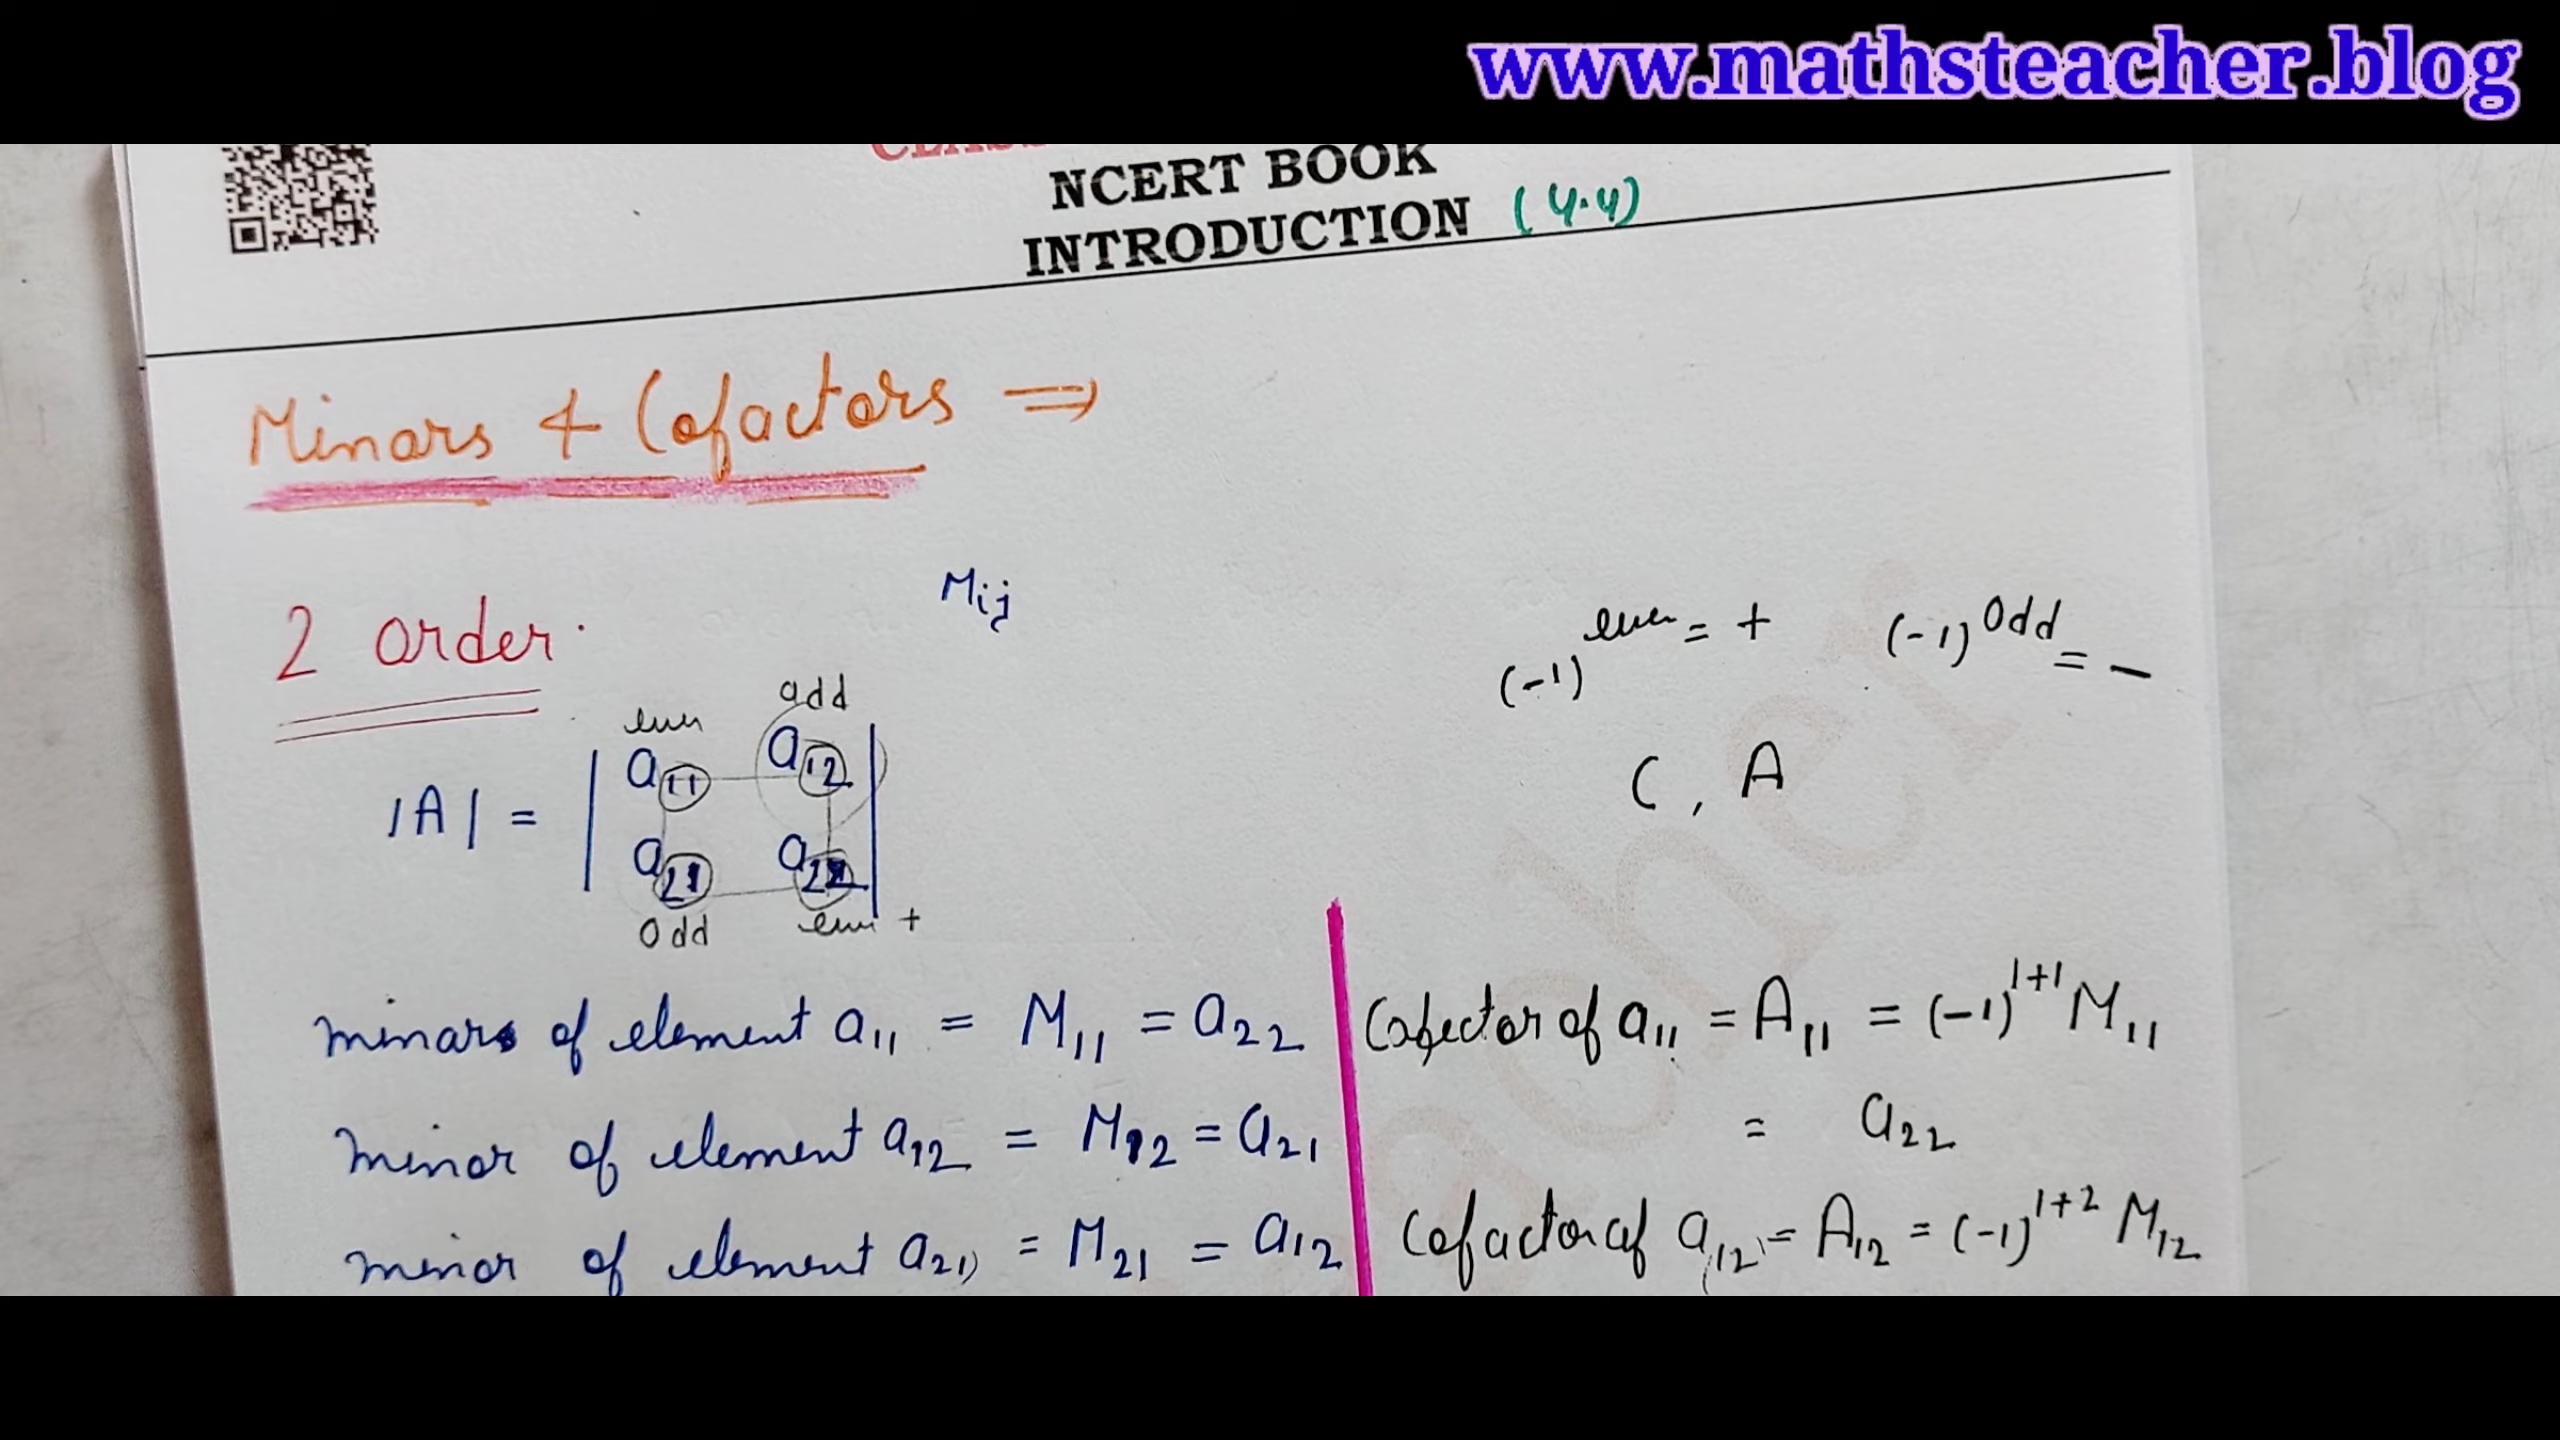 www.mathsteacher.blog
NCERT BOOK
INTRODUCTION (4.4)
Minors & Cofactors ⇒
2 order.
Mij
(-1)^even = + (-1)^Odd = -
C, A
even odd
|A| = | a11 a12 |
| a21 a22 |
Odd even +
minors of element a11 = M11 = a22
Cofector of a11 = A11 = (-1)^1+1 M11
= a22
minor of element a12 = M12 = a21
minor of element a21 = M21 = a12
Cofactor of a12 = A12 = (-1)^1+2 M12